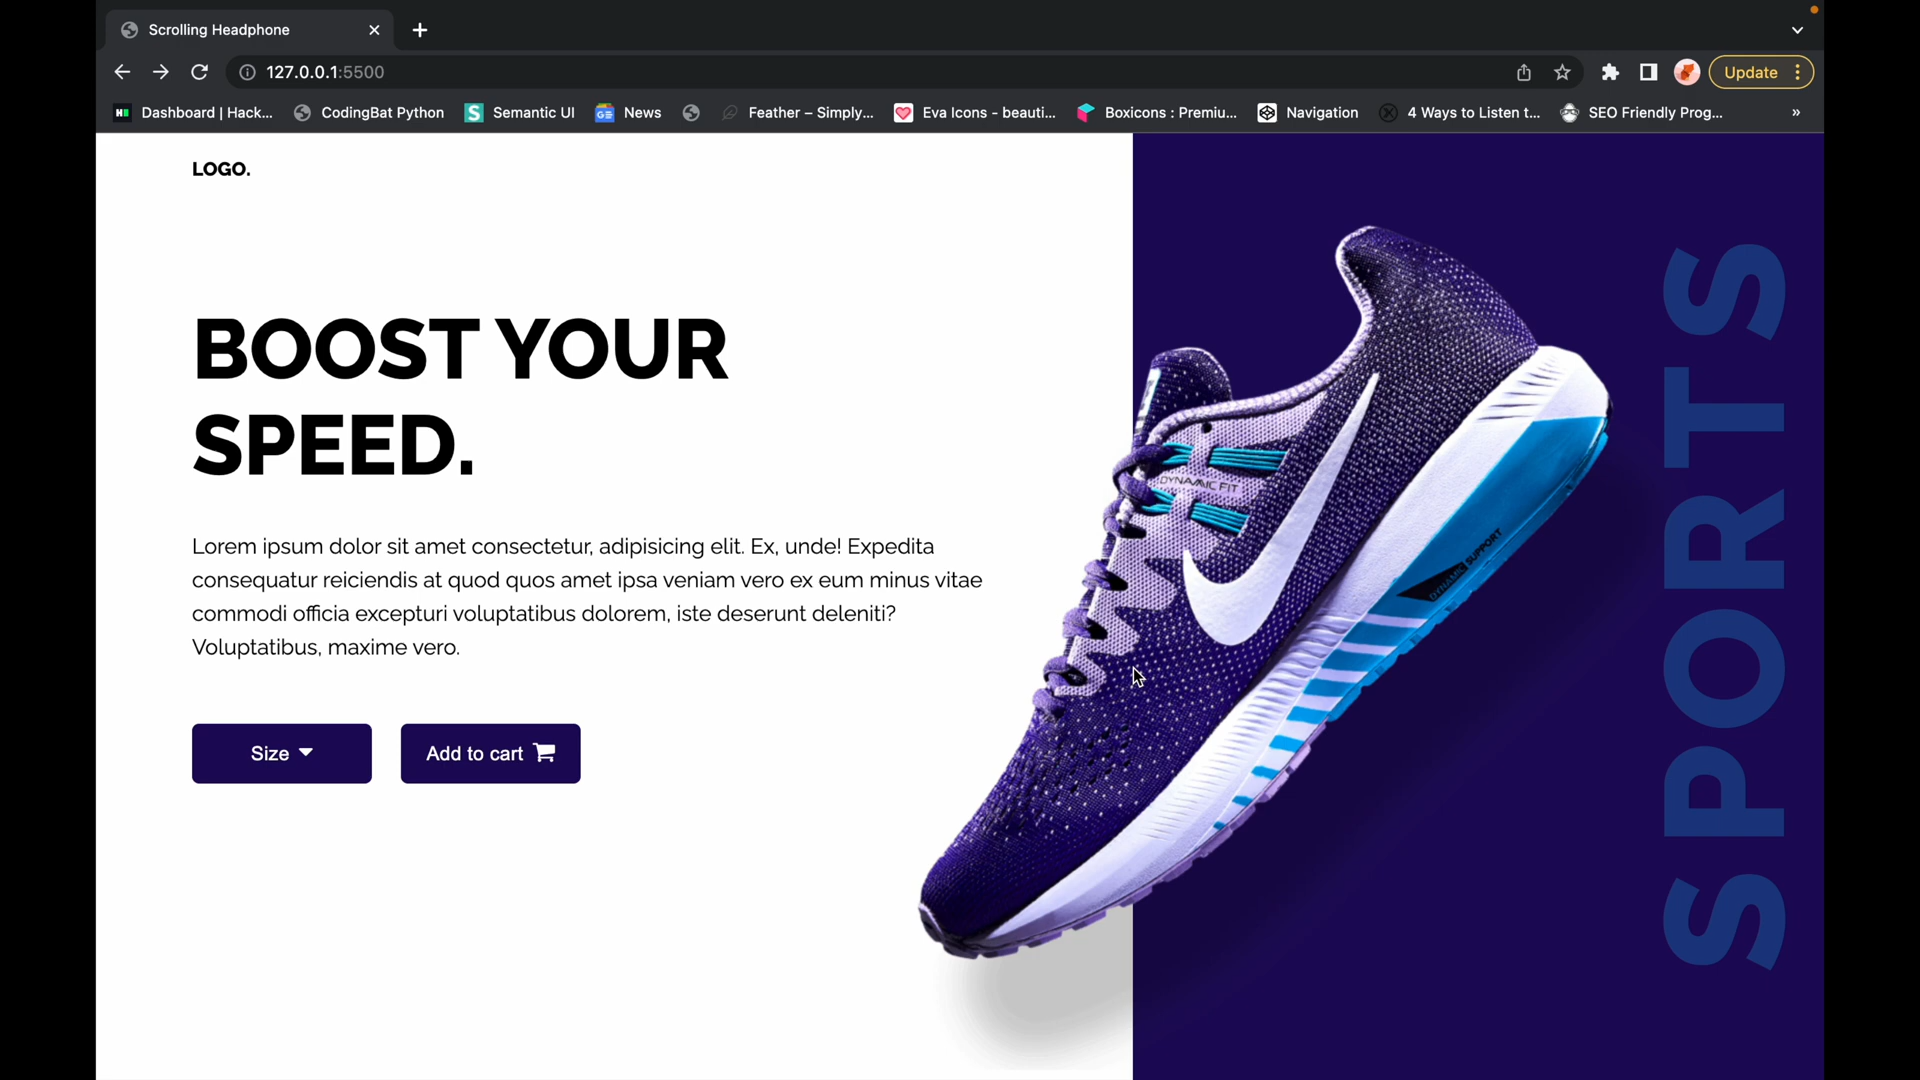 Scrolling Headphone
127.0.0.1:5500
Update
Dashboard | Hack...
CodingBat Python
Semantic UI
News
Feather – Simply...
Eva Icons - beauti...
Boxicons : Premiu...
Navigation
4 Ways to Listen t...
SEO Friendly Prog...
LOGO.
BOOST YOUR
SPEED.
Lorem ipsum dolor sit amet consectetur, adipisicing elit. Ex, unde! Expedita
consequatur reiciendis at quod quos amet ipsa veniam vero ex eum minus vitae
commodi officia excepturi voluptatibus dolorem, iste deserunt deleniti?
Voluptatibus, maxime vero.
Size
Add to cart
DYNAMIC FIT
DYNAMIC SUPPORT
SPORTS